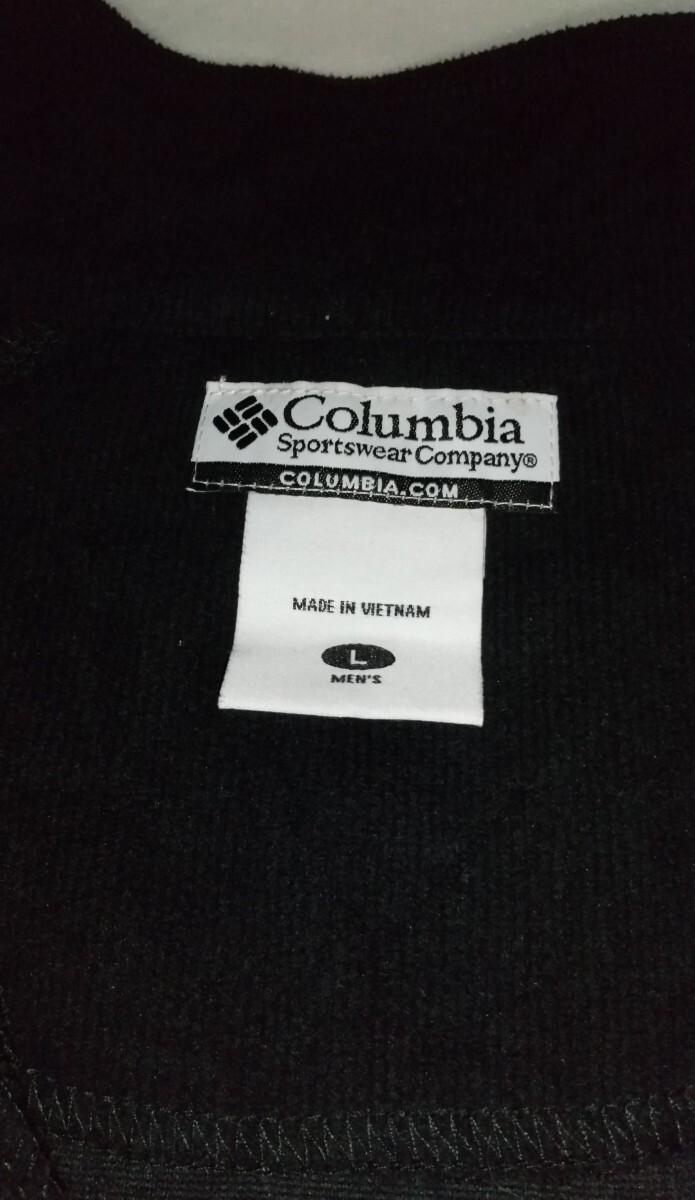 Columbia
Sportswear Company®
COLUMBIA.COM
MADE IN VIETNAM
L
MEN'S